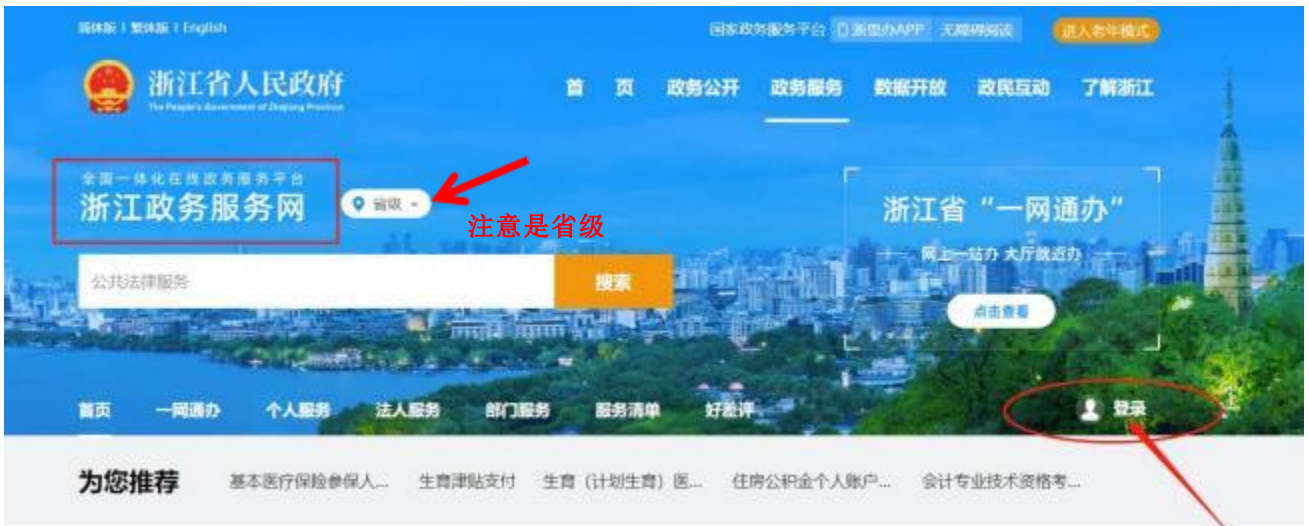 简体版 | 繁体版 | English
国家政务服务平台 浙里办APP 无障碍阅读 进入老年模式
浙江省人民政府
The People's Government of Zhejiang Province
首 页 政务公开 政务服务 数据开放 政民互动 了解浙江
全国一体化在线政务服务平台
浙江政务服务网
省级
注意是省级
浙江省“一网通办”
网上一站办 大厅就近办
公共法律服务
搜索
点击查看
首页 一网通办 个人服务 法人服务 部门服务 服务清单 好差评
登录
为您推荐 基本医疗保险参保人... 生育津贴支付 生育（计划生育）医... 住房公积金个人账户... 会计专业技术资格考...